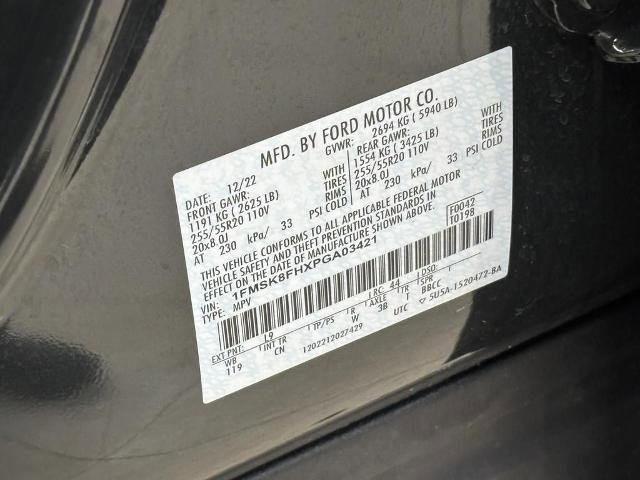 MFD. BY FORD MOTOR CO.
DATE: 12/22 GVWR: 2694 KG ( 5940 LB)
FRONT GAWR: REAR GAWR: WITH
1191 KG ( 2625 LB) 1554 KG ( 3425 LB) TIRES
255/55R20 110V 255/55R20 110V RIMS
20x8.0J 20x8.0J
AT 230 kPa/ 33 PSI COLD AT 230 kPa/ 33 PSI COLD
THIS VEHICLE CONFORMS TO ALL APPLICABLE FEDERAL MOTOR
VEHICLE SAFETY AND THEFT PREVENTION STANDARDS IN
EFFECT ON THE DATE OF MANUFACTURE SHOWN ABOVE.
F0042
T0198
VIN: 1FMSK8FHXPGA03421
TYPE: MPV
EXT PNT: L9 RC: 44 DSO:
WB INT TR TP/PS R AXLE TR SPR
119 CN W 3B T I BBCC
1202212027429 UTC 5U5A-1520472-BA